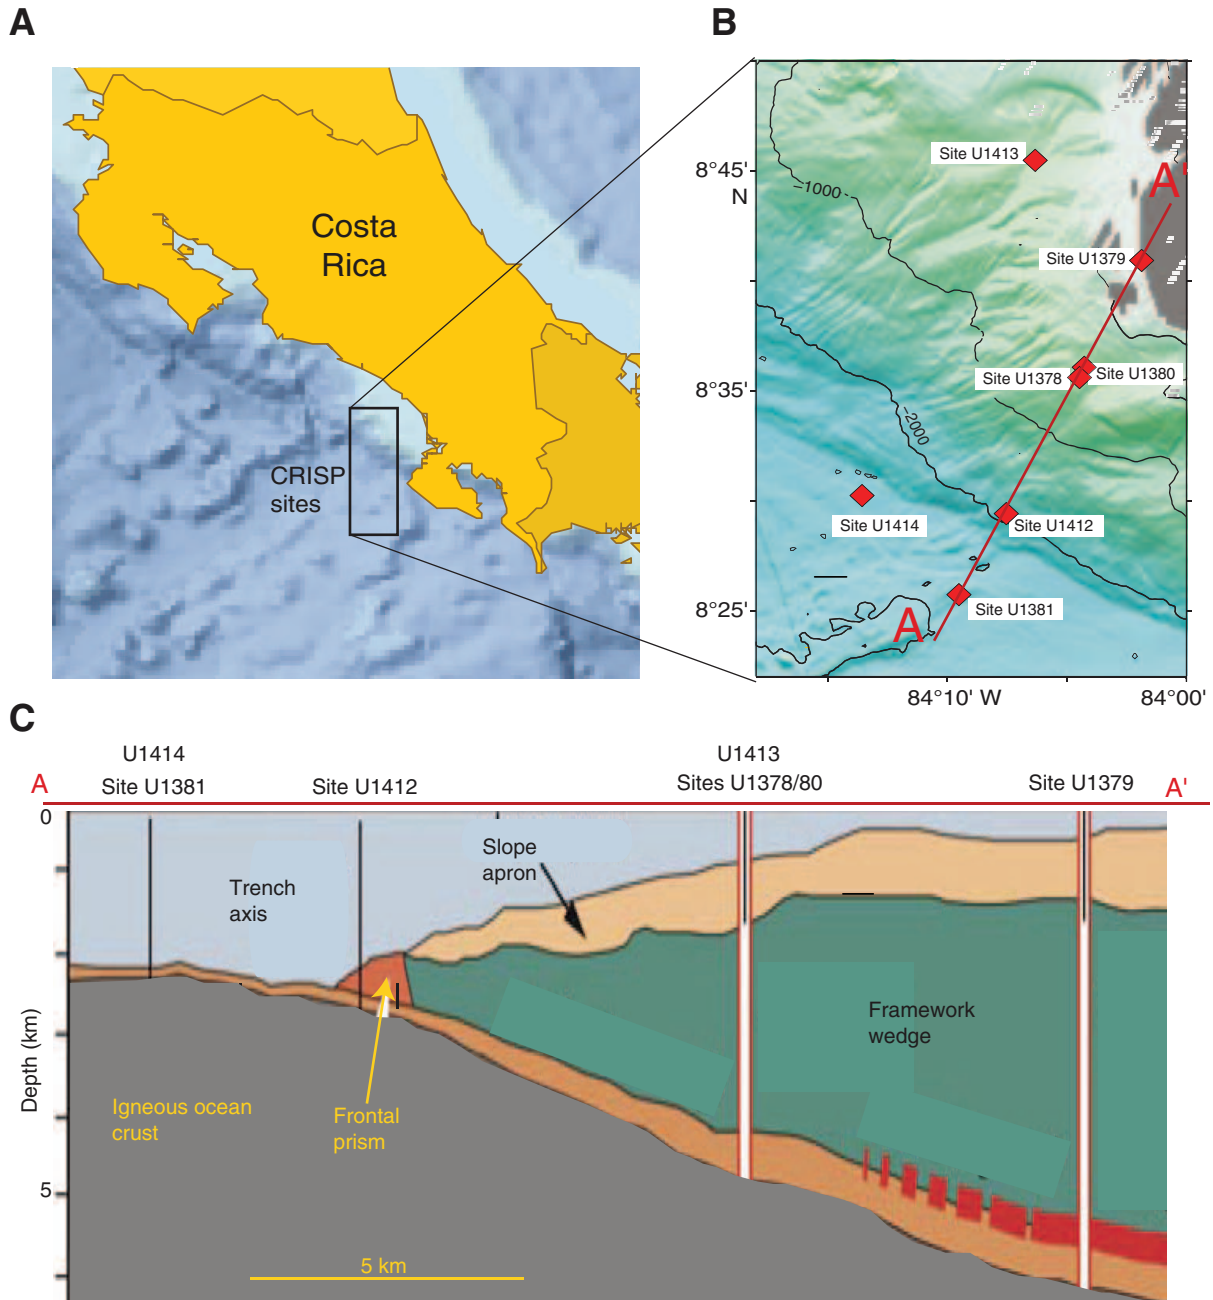 A
B
Costa
Rica
CRISP
sites
8°45'
N
8°35'
8°25'
84°10' W
84°00'
–1000
–2000
Site U1413
A'
Site U1379
Site U1378
Site U1380
Site U1414
Site U1412
Site U1381
A
C
U1414
U1413
A
Site U1381
Site U1412
Sites U1378/80
Site U1379
A'
0
Depth (km)
5
Trench
axis
Slope
apron
Framework
wedge
Igneous ocean
crust
Frontal
prism
5 km